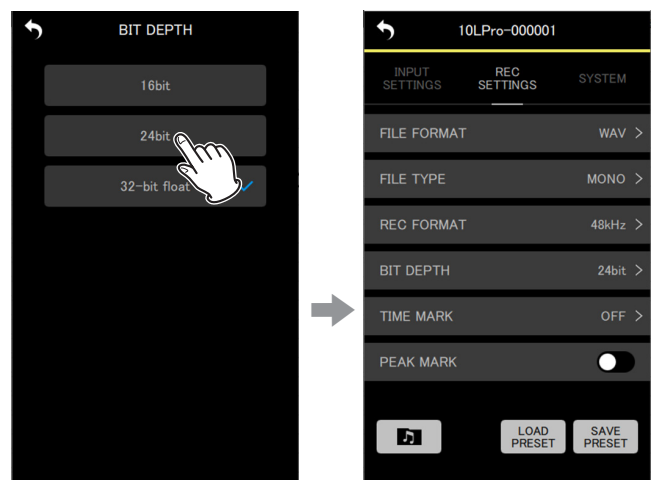 BIT DEPTH
16bit
24bit
32-bit float
10LPro-000001
INPUT
SETTINGS
REC
SETTINGS
SYSTEM
FILE FORMAT WAV >
FILE TYPE MONO >
REC FORMAT 48kHz >
BIT DEPTH 24bit >
TIME MARK OFF >
PEAK MARK
LOAD
PRESET
SAVE
PRESET